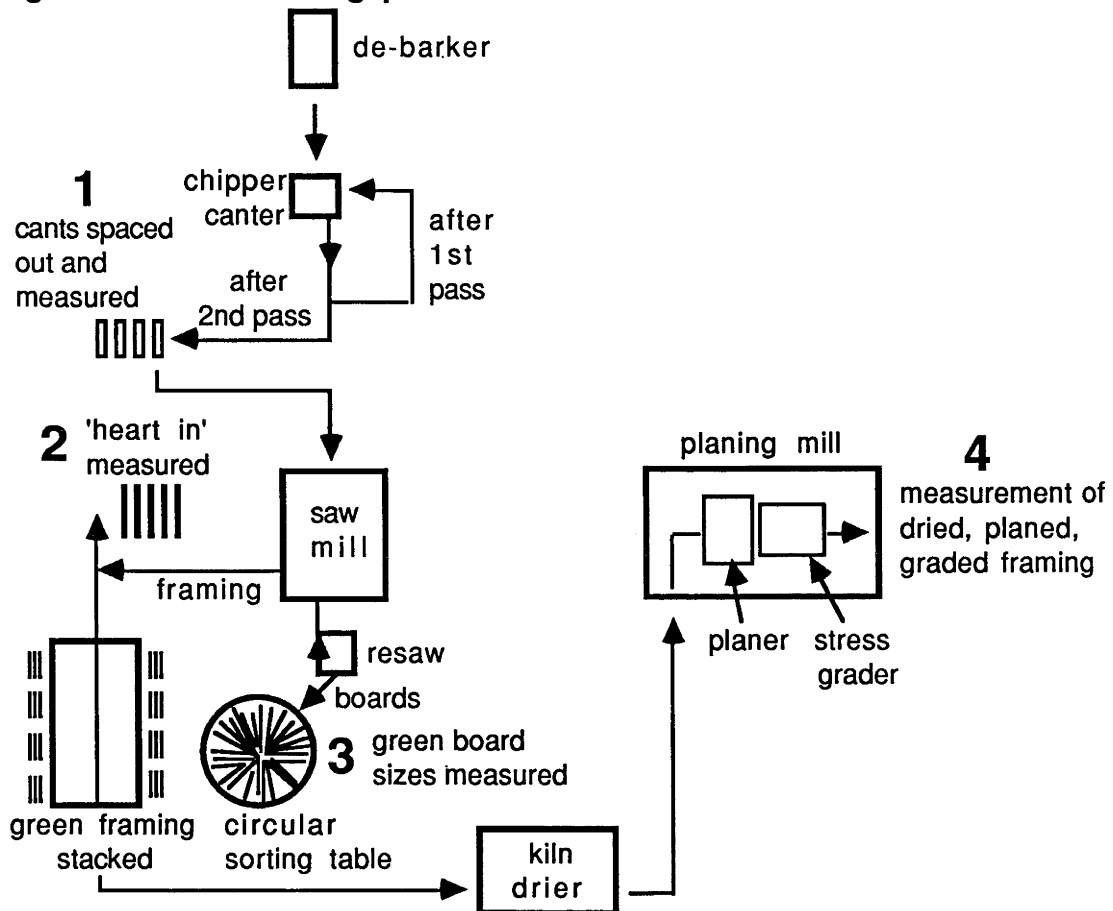 de-barker
1
chipper
canter
after
1st
pass
cants spaced
out and
measured
after
2nd pass
2
'heart in'
measured
saw
mill
framing
planing mill
4
measurement of
dried, planed,
graded framing
planer
stress
grader
resaw
boards
3
green board
sizes measured
green framing
stacked
circular
sorting table
kiln
drier